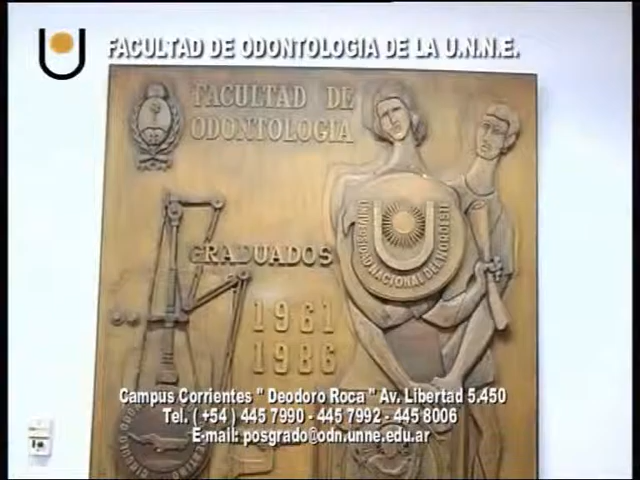 FACULTAD DE ODONTOLOGIA DE LA U.N.N.E.
FACULTAD DE
ODONTOLOGIA
UNIVERSIDAD NACIONAL DEL NORDESTE
GRADUADOS
1961
1986
Campus Corrientes " Deodoro Roca " Av. Libertad 5.450
Tel. ( +54 ) 445 7990 - 445 7992 - 445 8006
E-mail: posgrado@odn.unne.edu.ar
CIRCULO